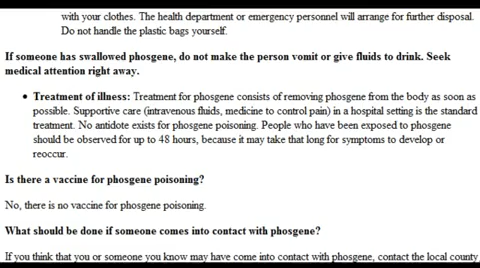 with your clothes. The health department or emergency personnel will arrange for further disposal.
Do not handle the plastic bags yourself.
If someone has swallowed phosgene, do not make the person vomit or give fluids to drink. Seek
medical attention right away.
• Treatment of illness: Treatment for phosgene consists of removing phosgene from the body as soon as
possible. Supportive care (intravenous fluids, medicine to control pain) in a hospital setting is the standard
treatment. No antidote exists for phosgene poisoning. People who have been exposed to phosgene
should be observed for up to 48 hours, because it may take that long for symptoms to develop or
reoccur.
Is there a vaccine for phosgene poisoning?
No, there is no vaccine for phosgene poisoning.
What should be done if someone comes into contact with phosgene?
If you think that you or someone you know may have come into contact with phosgene, contact the local county